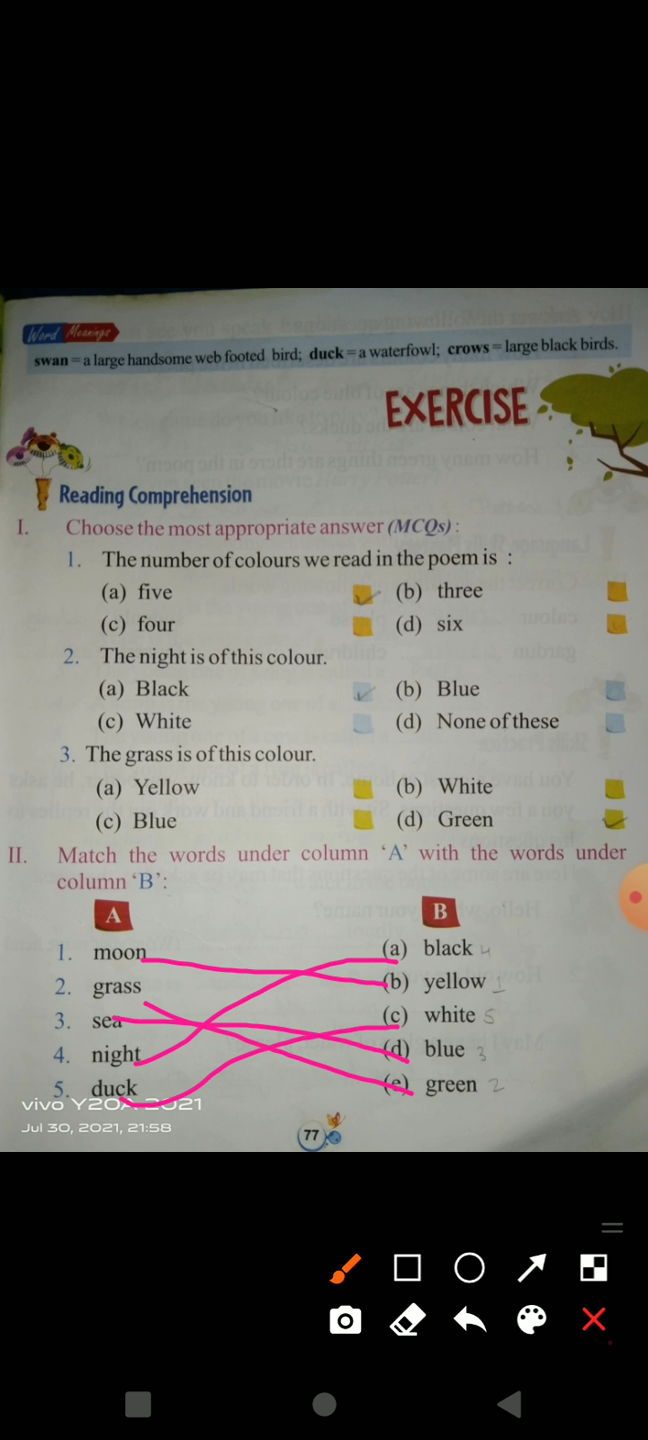 Word Meanings
swan = a large handsome web footed bird; duck = a waterfowl; crows = large black birds.
EXERCISE
Reading Comprehension
I. Choose the most appropriate answer (MCQs) :
1. The number of colours we read in the poem is :
(a) five (b) three
(c) four (d) six
2. The night is of this colour.
(a) Black (b) Blue
(c) White (d) None of these
3. The grass is of this colour.
(a) Yellow (b) White
(c) Blue (d) Green
II. Match the words under column ‘A’ with the words under
column ‘B’:
A B
1. moon (a) black 4
2. grass (b) yellow 1
3. sea (c) white 5
4. night (d) blue 3
5. duck (e) green 2
vivo Y20A 2021
Jul 30, 2021, 21:58
77